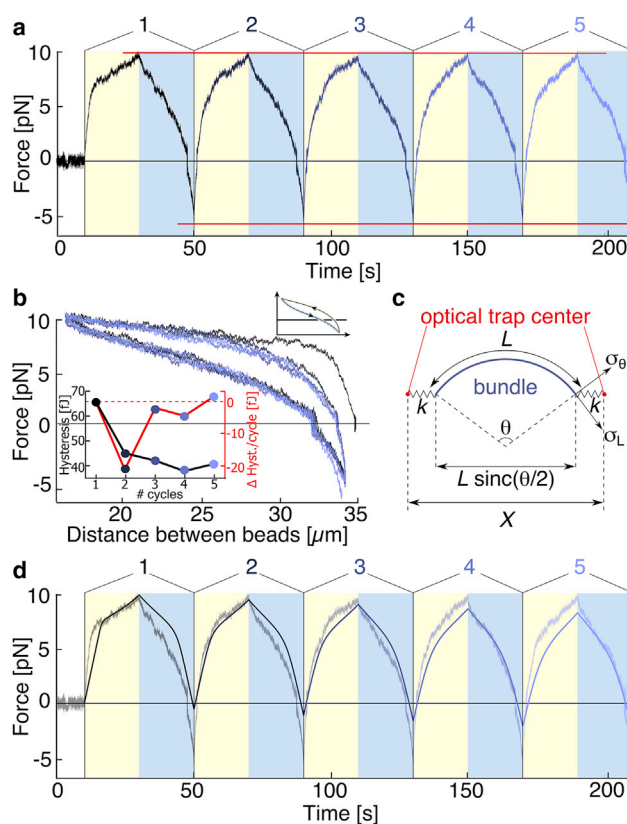 a
1 2 3 4 5
10
5
0
-5
Force [pN]
0 50 100 150 200
Time [s]
b
10
5
0
-5
Force [pN]
70
60
50
40
Hysteresis [fJ]
0
-10
-20
Δ Hyst./cycle [fJ]
1 2 3 4 5
# cycles
20 25 30 35
Distance between beads [µm]
c
optical trap center
L
σθ
bundle
k k
θ
σL
L sinc(θ/2)
X
d
1 2 3 4 5
10
5
0
-5
Force [pN]
0 50 100 150 200
Time [s]